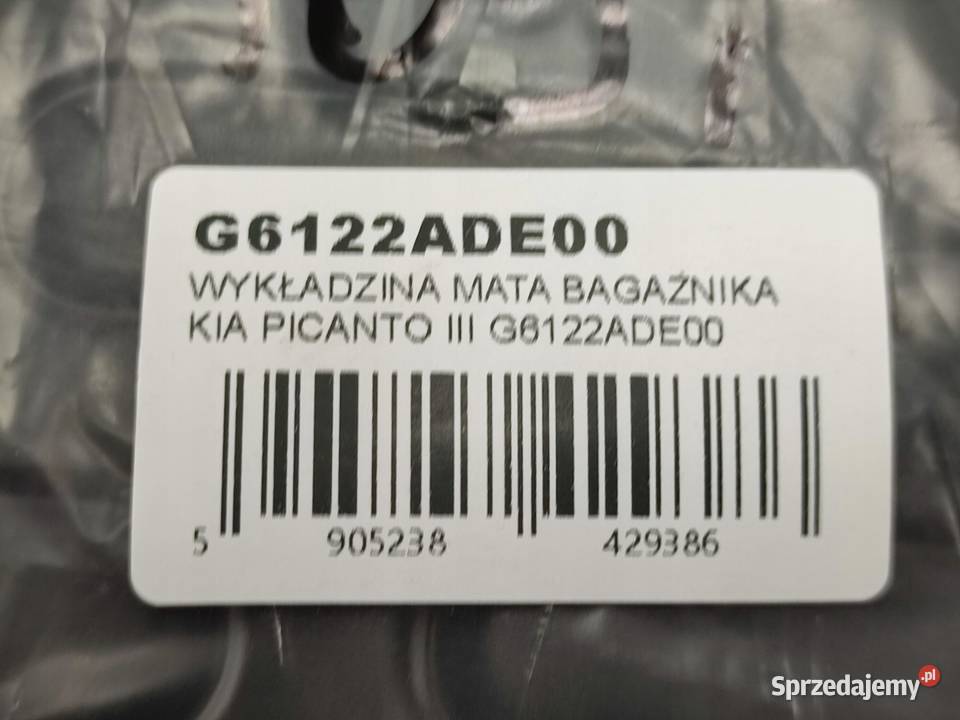 G6122ADE00
WYKŁADZINA MATA BAGAŻNIKA
KIA PICANTO III G6122ADE00
5 905238 429386
Sprzedajemy.pl